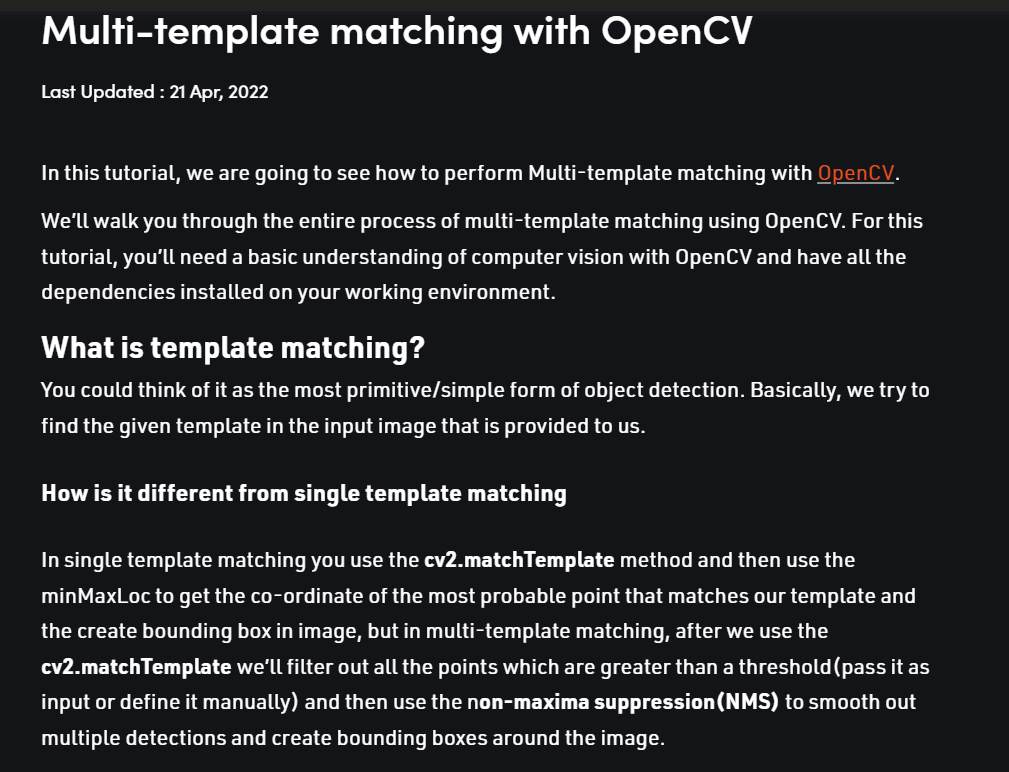 Multi-template matching with OpenCV
Last Updated : 21 Apr, 2022
In this tutorial, we are going to see how to perform Multi-template matching with OpenCV.
We’ll walk you through the entire process of multi-template matching using OpenCV. For this
tutorial, you’ll need a basic understanding of computer vision with OpenCV and have all the
dependencies installed on your working environment.
What is template matching?
You could think of it as the most primitive/simple form of object detection. Basically, we try to
find the given template in the input image that is provided to us.
How is it different from single template matching
In single template matching you use the cv2.matchTemplate method and then use the
minMaxLoc to get the co-ordinate of the most probable point that matches our template and
the create bounding box in image, but in multi-template matching, after we use the
cv2.matchTemplate we’ll filter out all the points which are greater than a threshold(pass it as
input or define it manually) and then use the non-maxima suppression(NMS) to smooth out
multiple detections and create bounding boxes around the image.